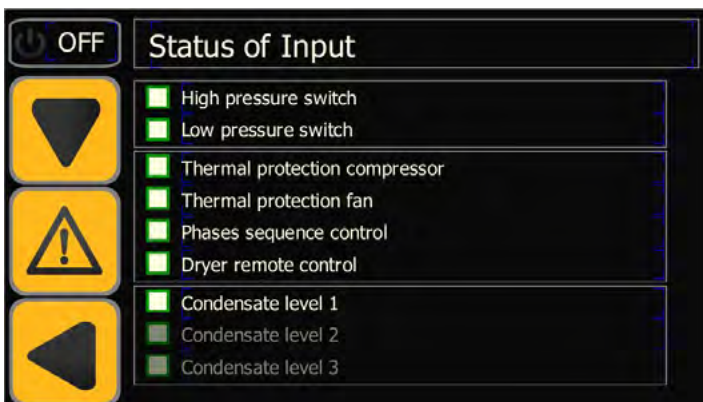 OFF
Status of Input
High pressure switch
Low pressure switch
Thermal protection compressor
Thermal protection fan
Phases sequence control
Dryer remote control
Condensate level 1
Condensate level 2
Condensate level 3